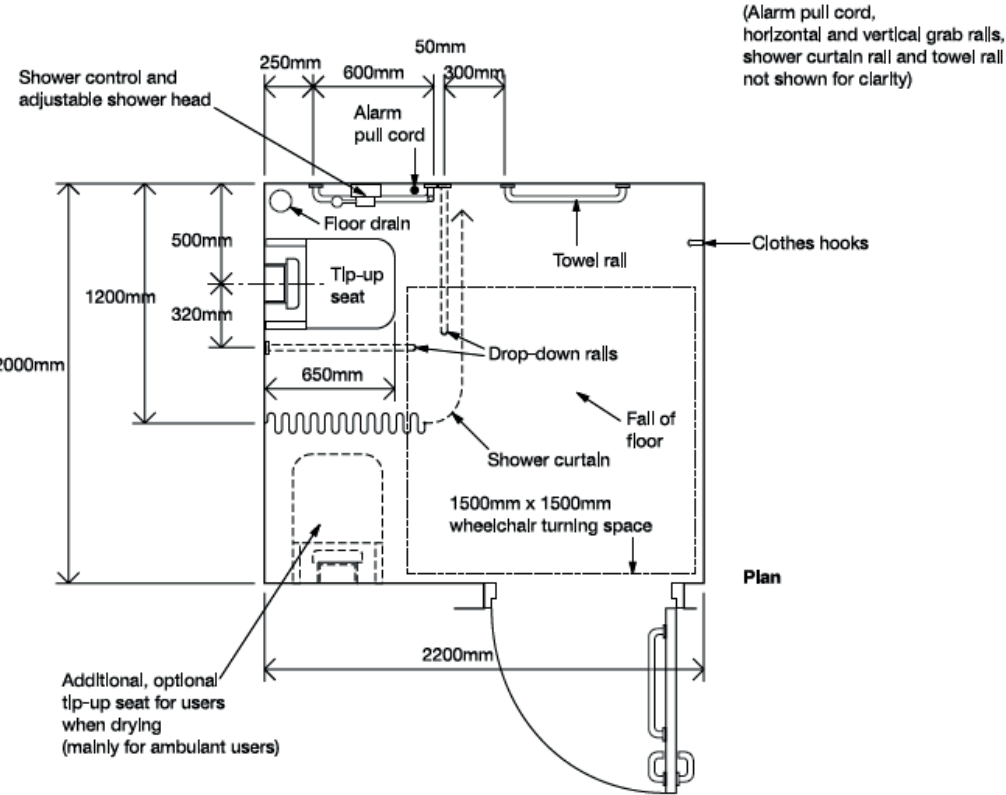 (Alarm pull cord,
horizontal and vertical grab rails,
shower curtain rail and towel rail
not shown for clarity)
50mm
250mm
600mm
300mm
Shower control and
adjustable shower head
Alarm
pull cord
Floor drain
500mm
Towel rail
Clothes hooks
Tip-up
seat
1200mm
320mm
Drop-down rails
2000mm
650mm
Fall of
floor
Shower curtain
1500mm x 1500mm
wheelchair turning space
Plan
2200mm
Additional, optional
tip-up seat for users
when drying
(mainly for ambulant users)